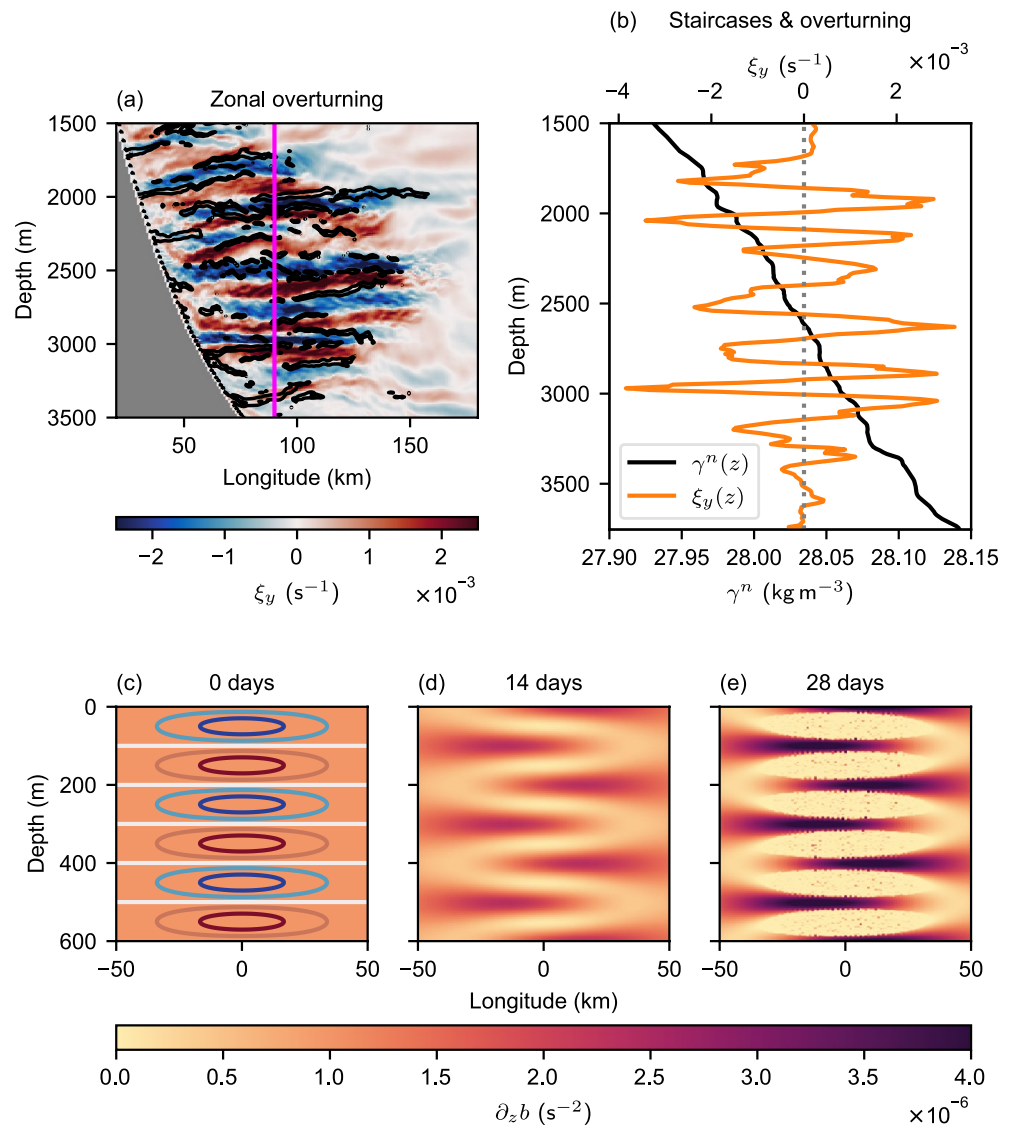 (a) Zonal overturning
1500
2000
2500
3000
3500
Depth (m)
50 100 150
Longitude (km)
−2 −1 0 1 2
ξy (s−1) ×10−3
(b) Staircases & overturning
×10−3
ξy (s−1)
−4 −2 0 2
1500
2000
2500
3000
3500
Depth (m)
γn(z)
ξy(z)
27.90 27.95 28.00 28.05 28.10 28.15
γn (kg m−3)
(c) 0 days
(d) 14 days
(e) 28 days
0
200
400
600
Depth (m)
−50 0 50
−50 0 50
−50 0 50
Longitude (km)
0.0 0.5 1.0 1.5 2.0 2.5 3.0 3.5 4.0
∂zb (s−2) ×10−6